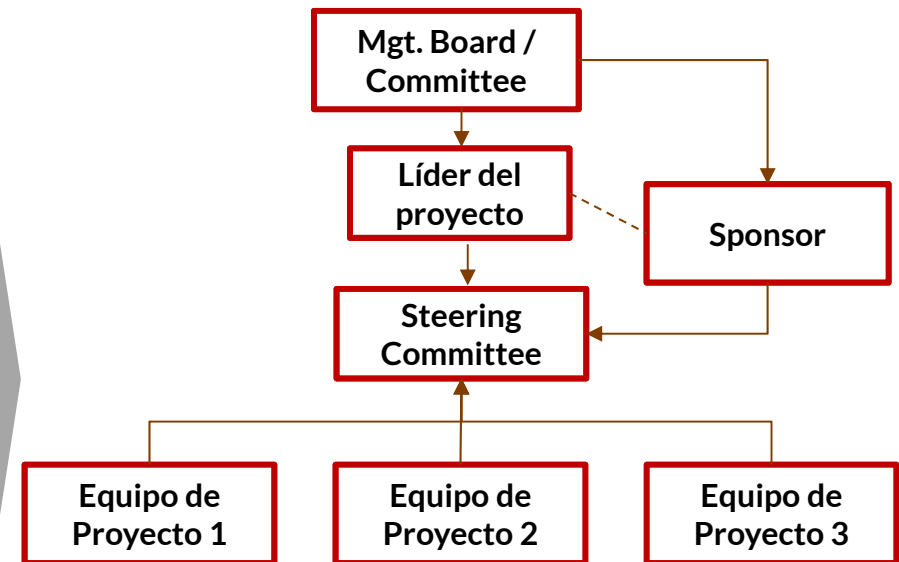 Mgt. Board /
Committee
Líder del
proyecto
Sponsor
Steering
Committee
Equipo de
Proyecto 1
Equipo de
Proyecto 2
Equipo de
Proyecto 3